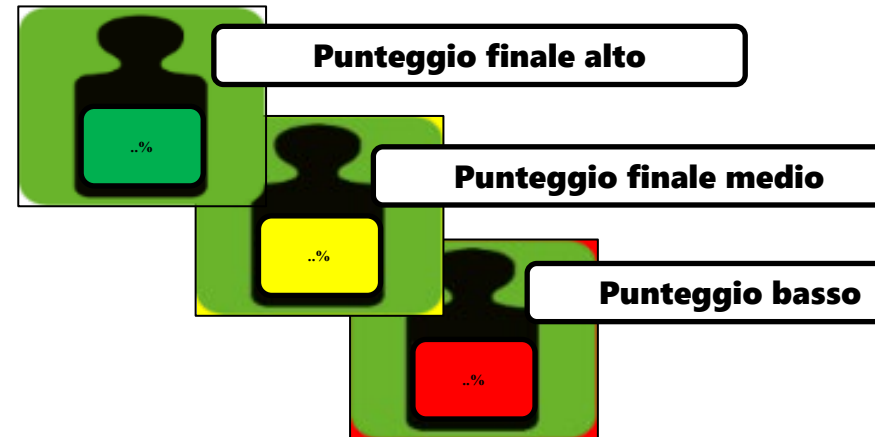 Punteggio finale alto
..%
Punteggio finale medio
..%
Punteggio basso
..%